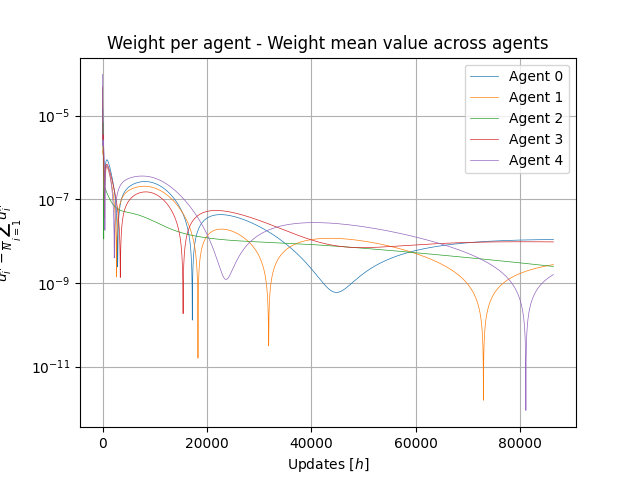 Weight per agent - Weight mean value across agents
Agent 0
Agent 1
Agent 2
Agent 3
Agent 4
10⁻⁵
10⁻⁷
10⁻⁹
10⁻¹¹
0
20000
40000
60000
80000
Updates [h]